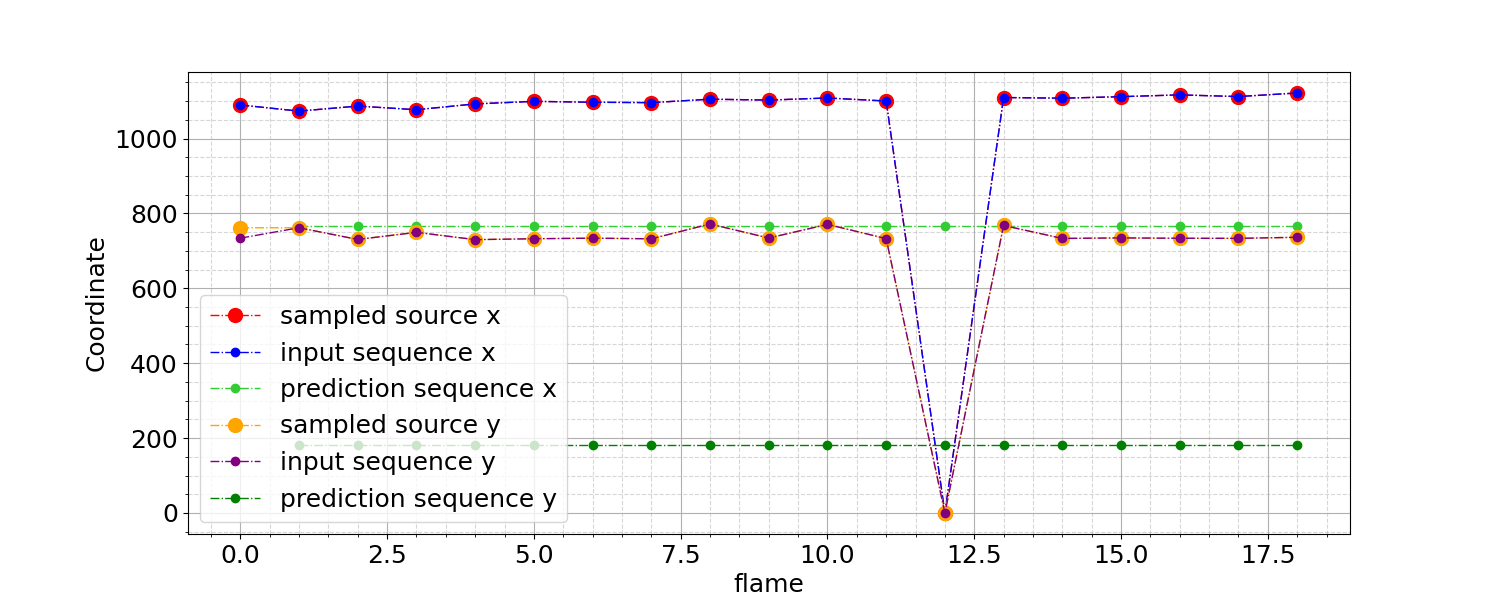 1000
800
600
400
200
0
Coordinate
sampled source x
input sequence x
prediction sequence x
sampled source y
input sequence y
prediction sequence y
0.0 2.5 5.0 7.5 10.0 12.5 15.0 17.5
flame